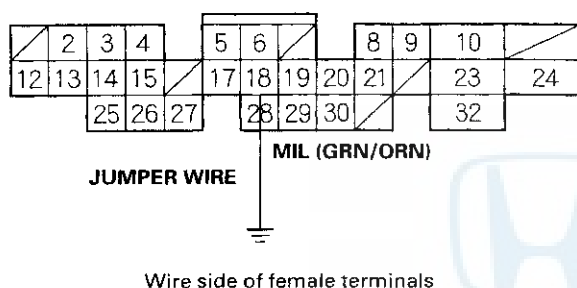 2 3 4 5 6 8 9 10
12 13 14 15 17 18 19 20 21 23 24
25 26 27 28 29 30 32
MIL (GRN/ORN)
JUMPER WIRE
Wire side of female terminals